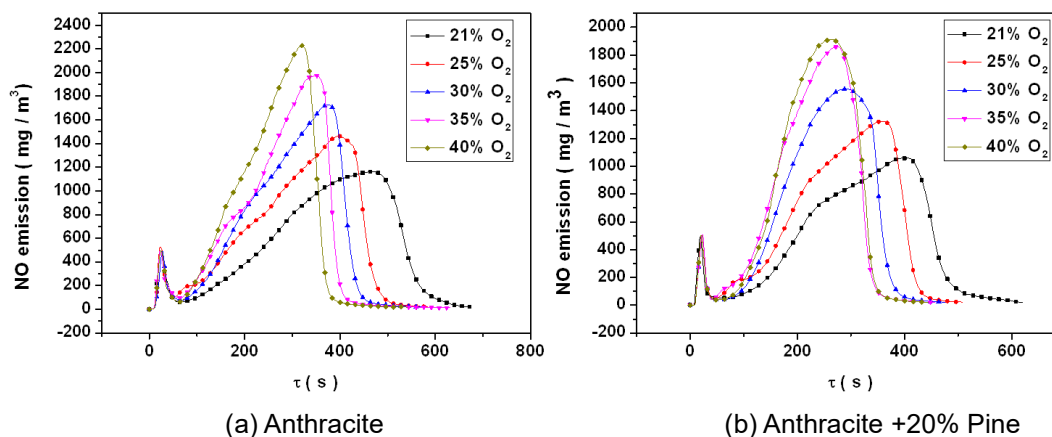 2400
2200
2000
1800
1600
1400
1200
1000
800
600
400
200
0
-200
NO emission ( mg / m³)
0 200 400 600 800
τ ( s )
21% O₂
25% O₂
30% O₂
35% O₂
40% O₂
(a) Anthracite
2000
1800
1600
1400
1200
1000
800
600
400
200
0
-200
NO emission ( mg / m³)
0 200 400 600
τ ( s )
21% O₂
25% O₂
30% O₂
35% O₂
40% O₂
(b) Anthracite +20% Pine